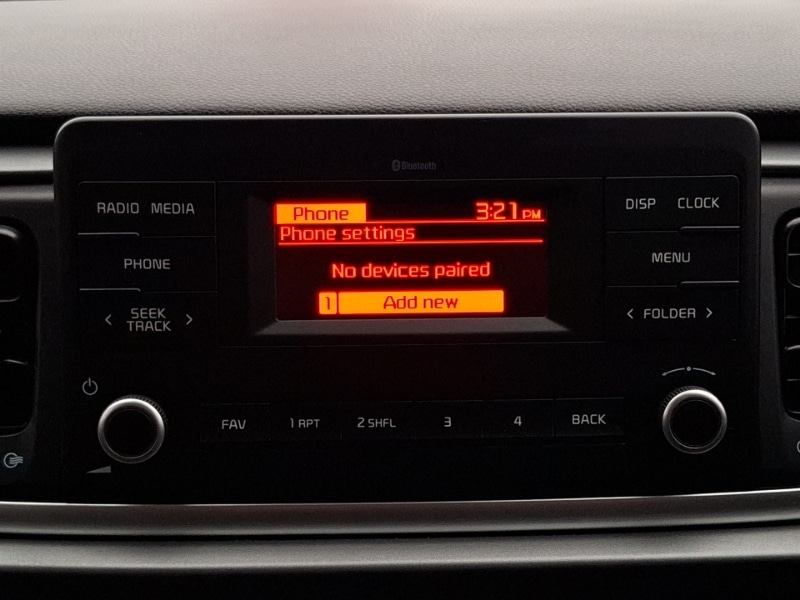 Bluetooth
RADIO MEDIA
Phone 3:21 PM
DISP CLOCK
Phone settings
PHONE
No devices paired
MENU
1 Add new
< SEEK TRACK >
< FOLDER >
FAV 1 RPT 2 SHFL 3 4 BACK